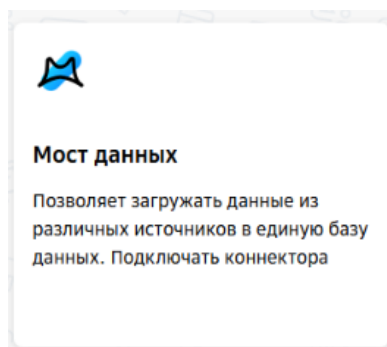 Мост данных
Позволяет загружать данные из
различных источников в единую базу
данных. Подключать коннектора